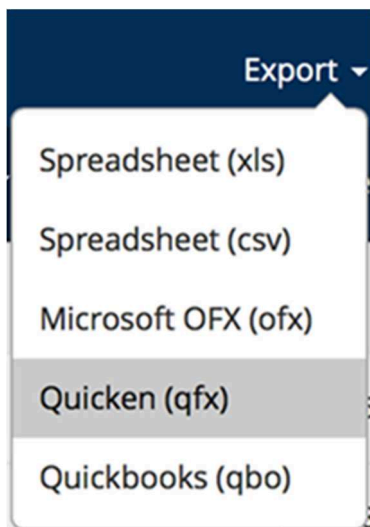 Export
Spreadsheet (xls)
Spreadsheet (csv)
Microsoft OFX (ofx)
Quicken (qfx)
Quickbooks (qbo)